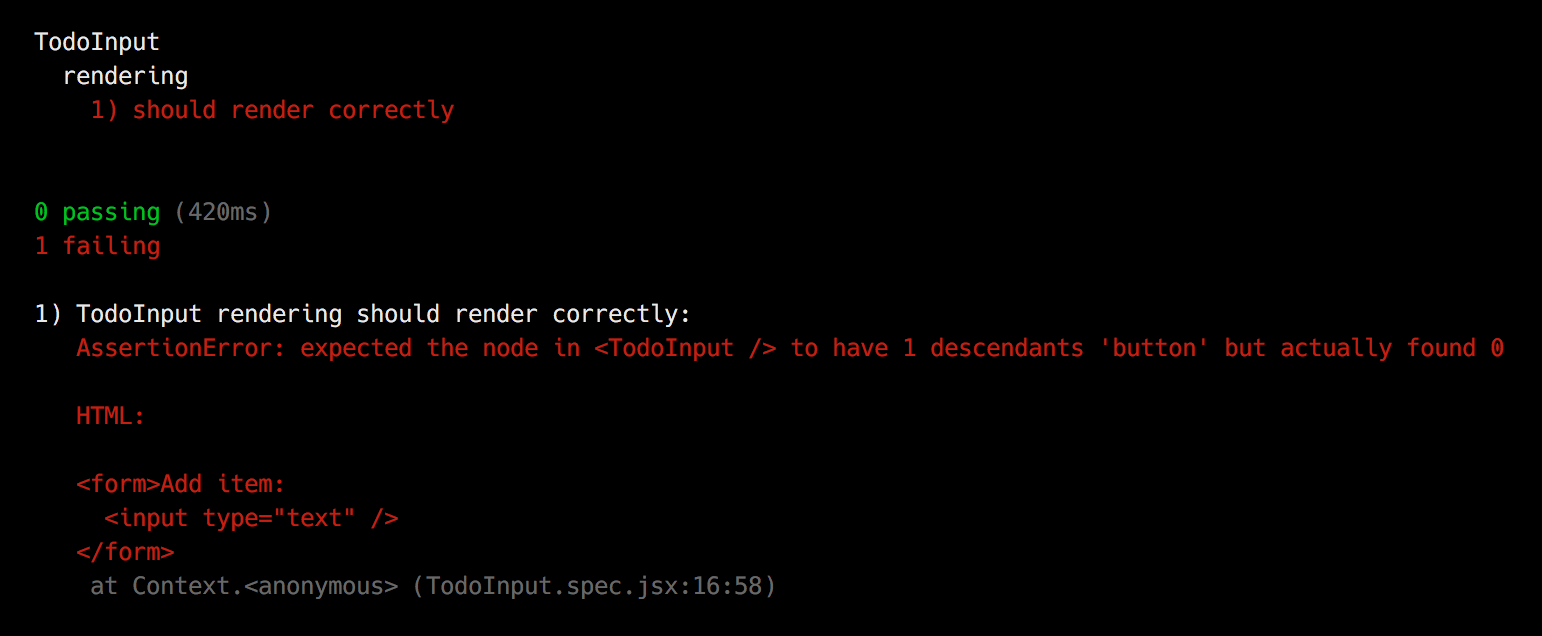 TodoInput
rendering
1) should render correctly
0 passing (420ms)
1 failing
1) TodoInput rendering should render correctly:
AssertionError: expected the node in <TodoInput /> to have 1 descendants 'button' but actually found 0
HTML:
<form>Add item:
<input type="text" />
</form>
at Context.<anonymous> (TodoInput.spec.jsx:16:58)